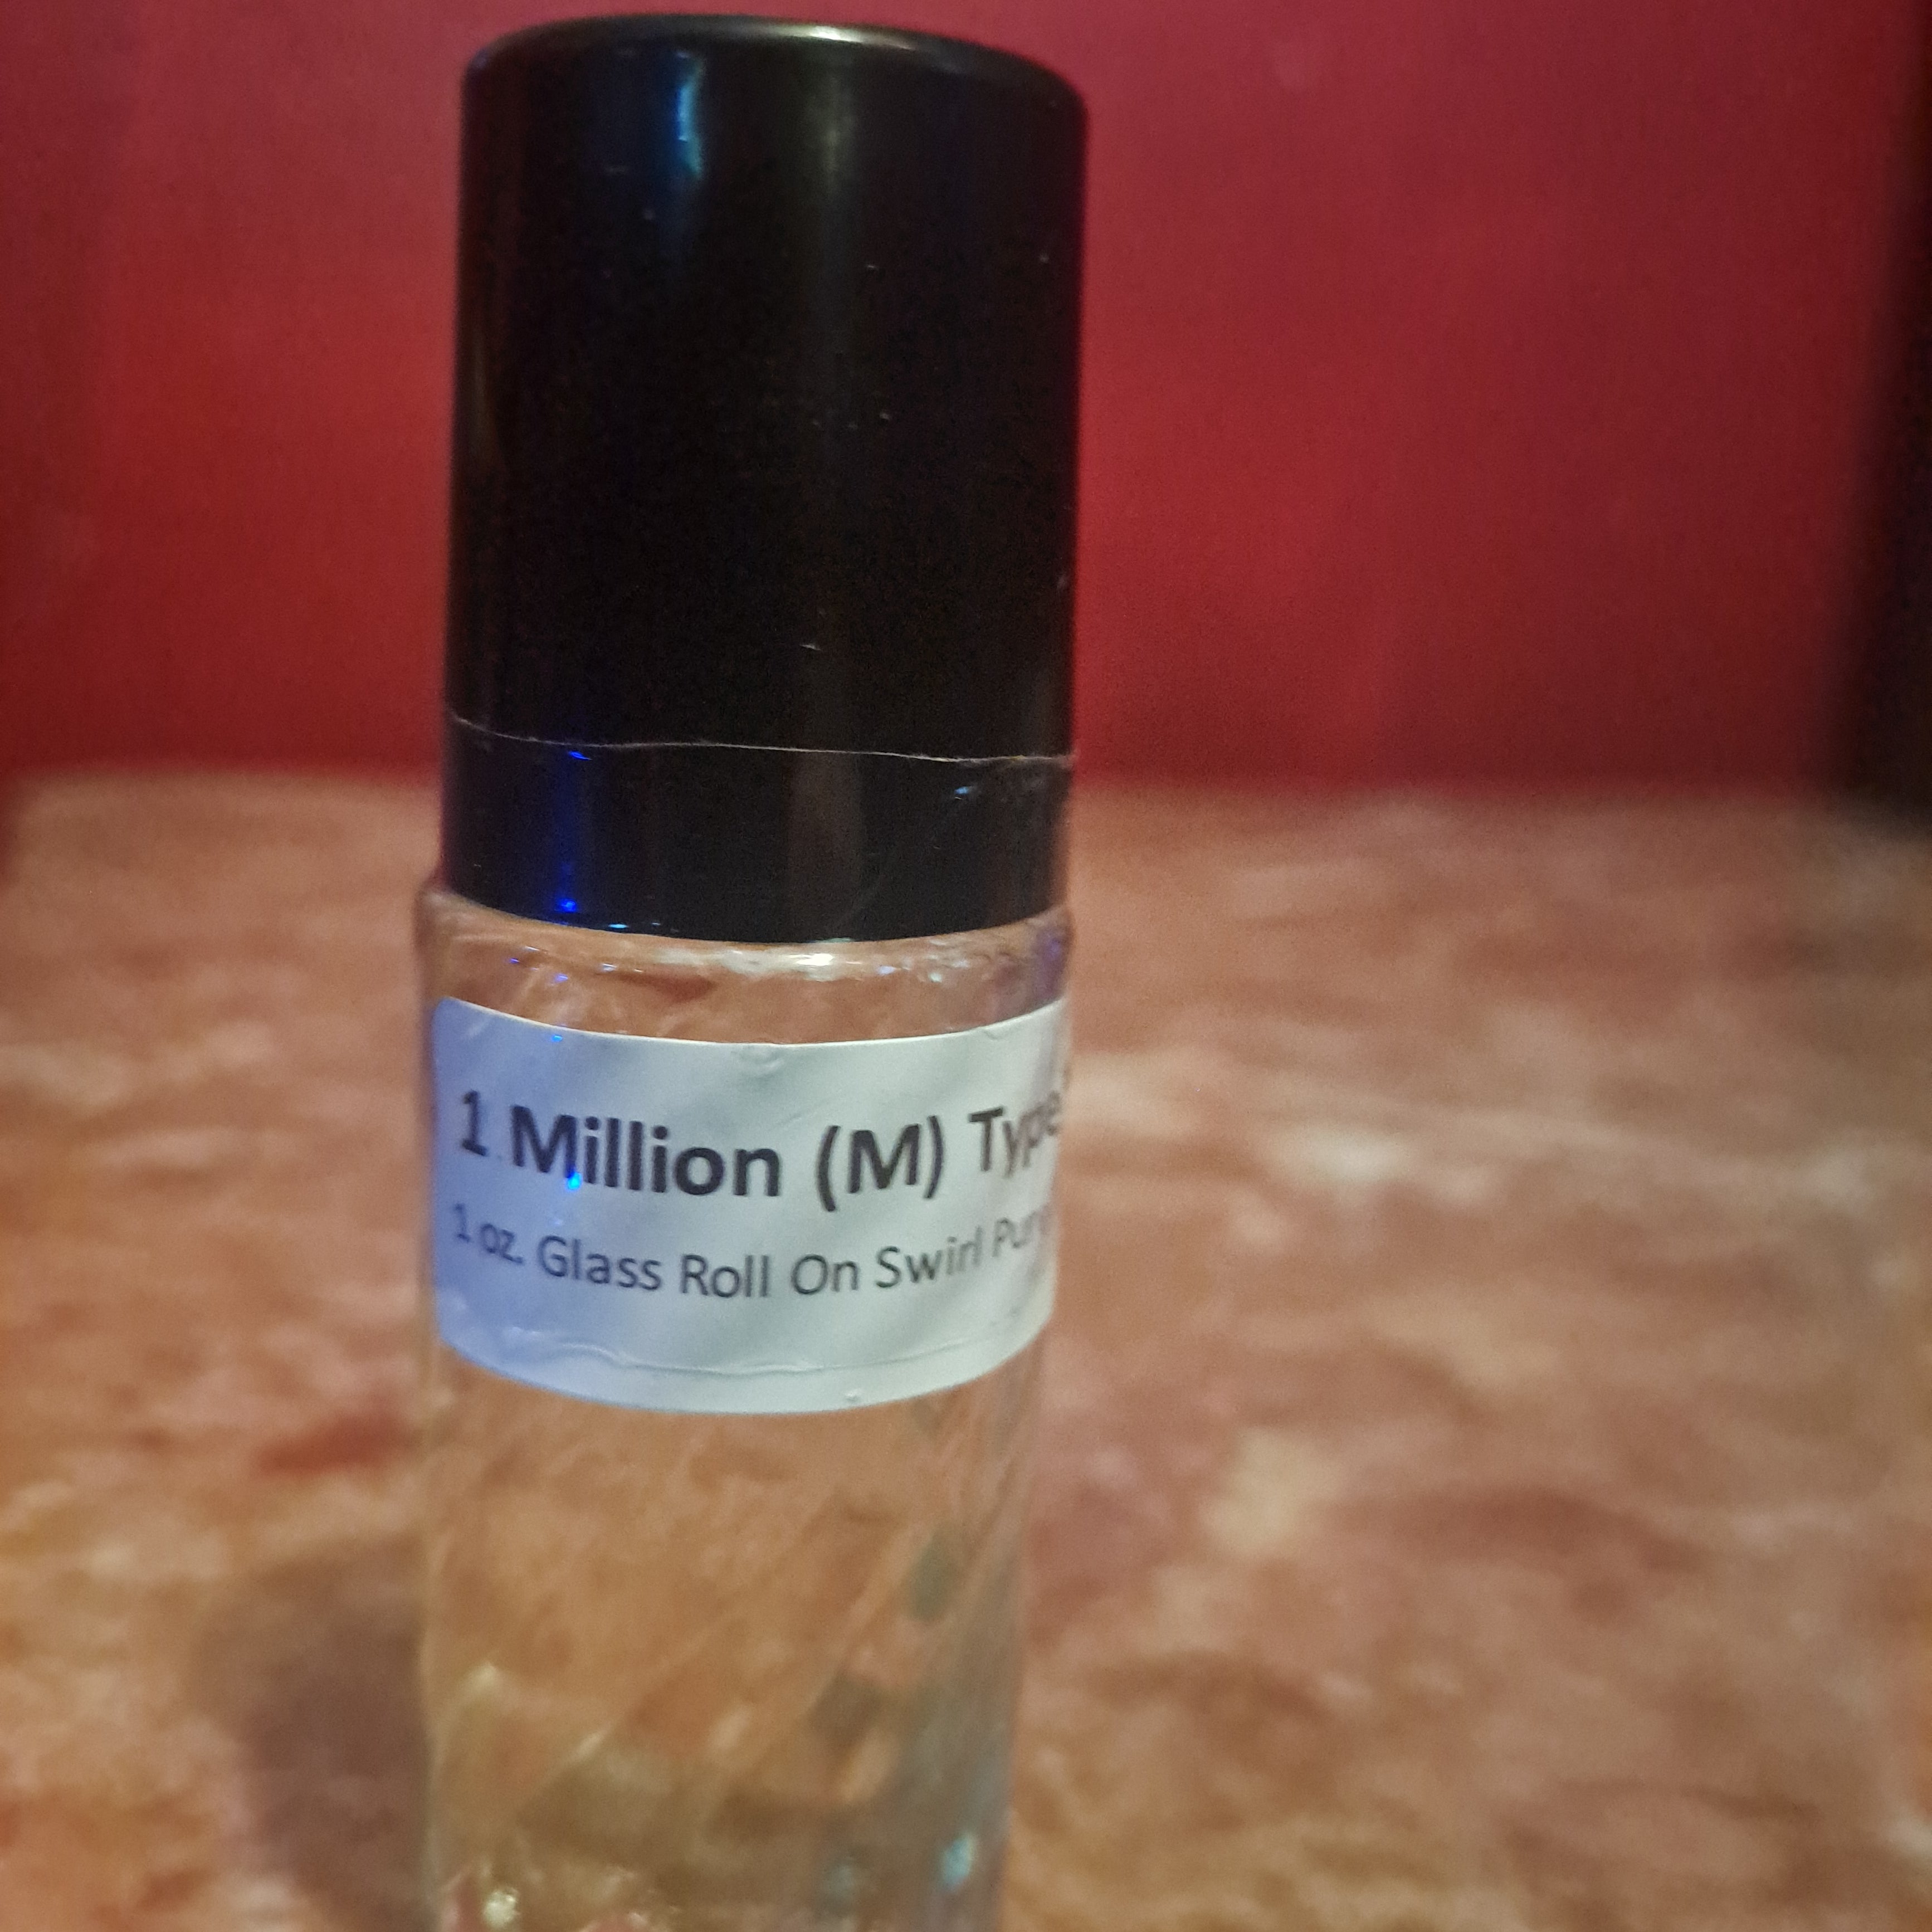 1 Million (M) Type
1 oz. Glass Roll On Swirl